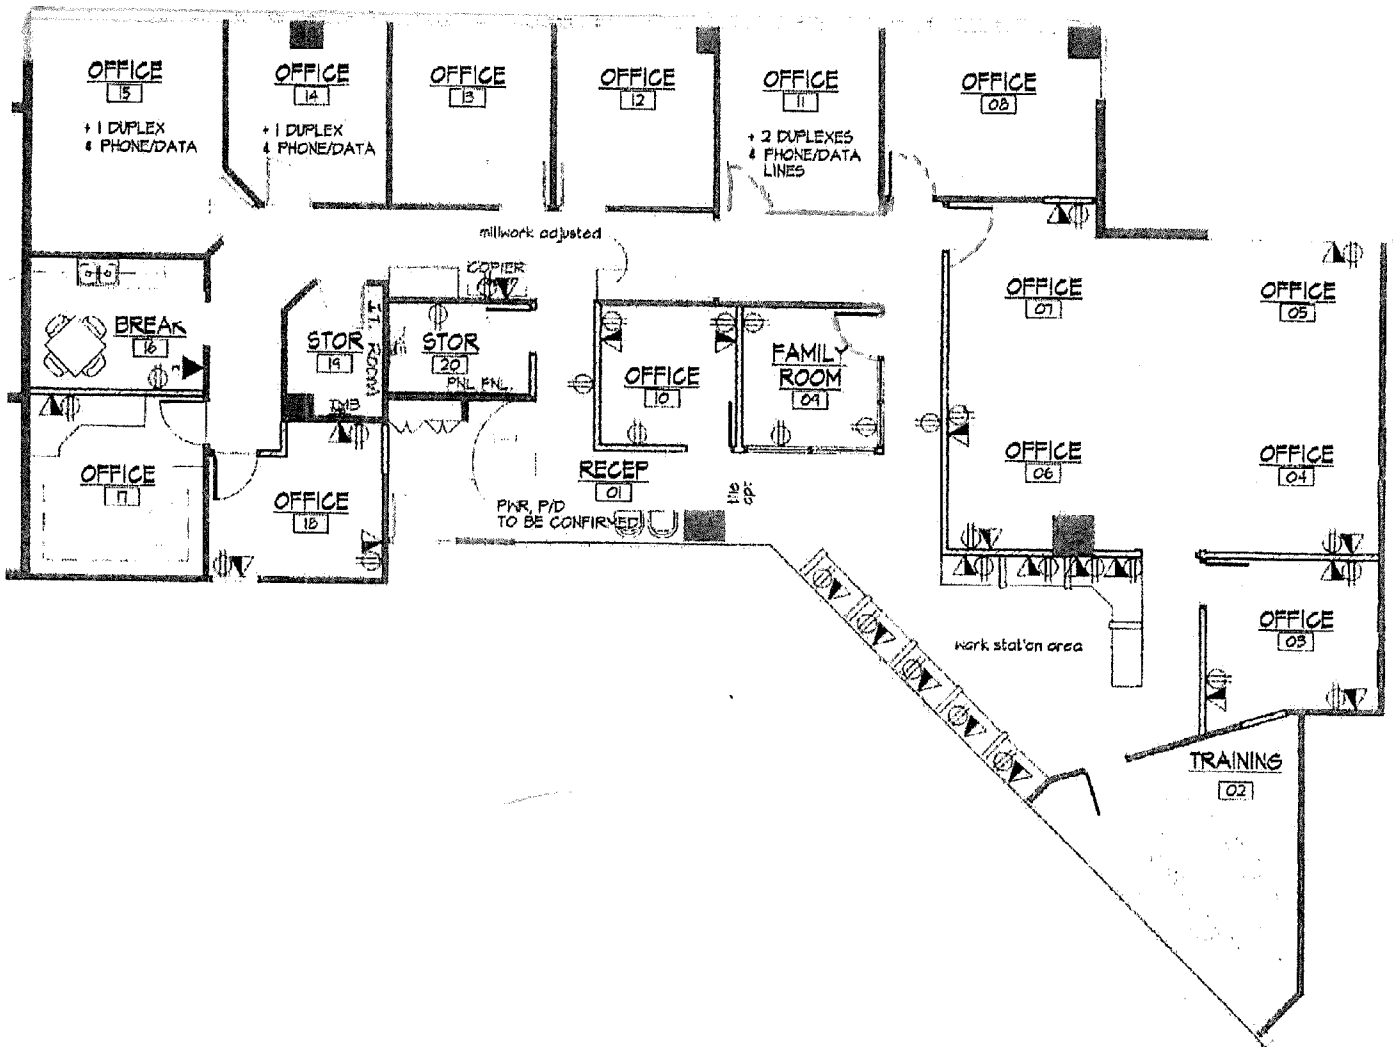 OFFICE
15
+ 1 DUPLEX
& PHONE/DATA
OFFICE
14
+ 1 DUPLEX
& PHONE/DATA
OFFICE
13
OFFICE
12
OFFICE
11
+ 2 DUPLEXES
& PHONE/DATA
LINES
OFFICE
08
millwork adjusted
COPIER
BREAK
16
STOR
19
I.T. ROOM
STOR
20
PNL PNL.
TMB
OFFICE
10
FAMILY
ROOM
09
OFFICE
07
OFFICE
05
OFFICE
06
OFFICE
04
OFFICE
17
OFFICE
18
RECEP
01
PWR, P/D
TO BE CONFIRMED
tile
cpt
work station area
OFFICE
03
TRAINING
02